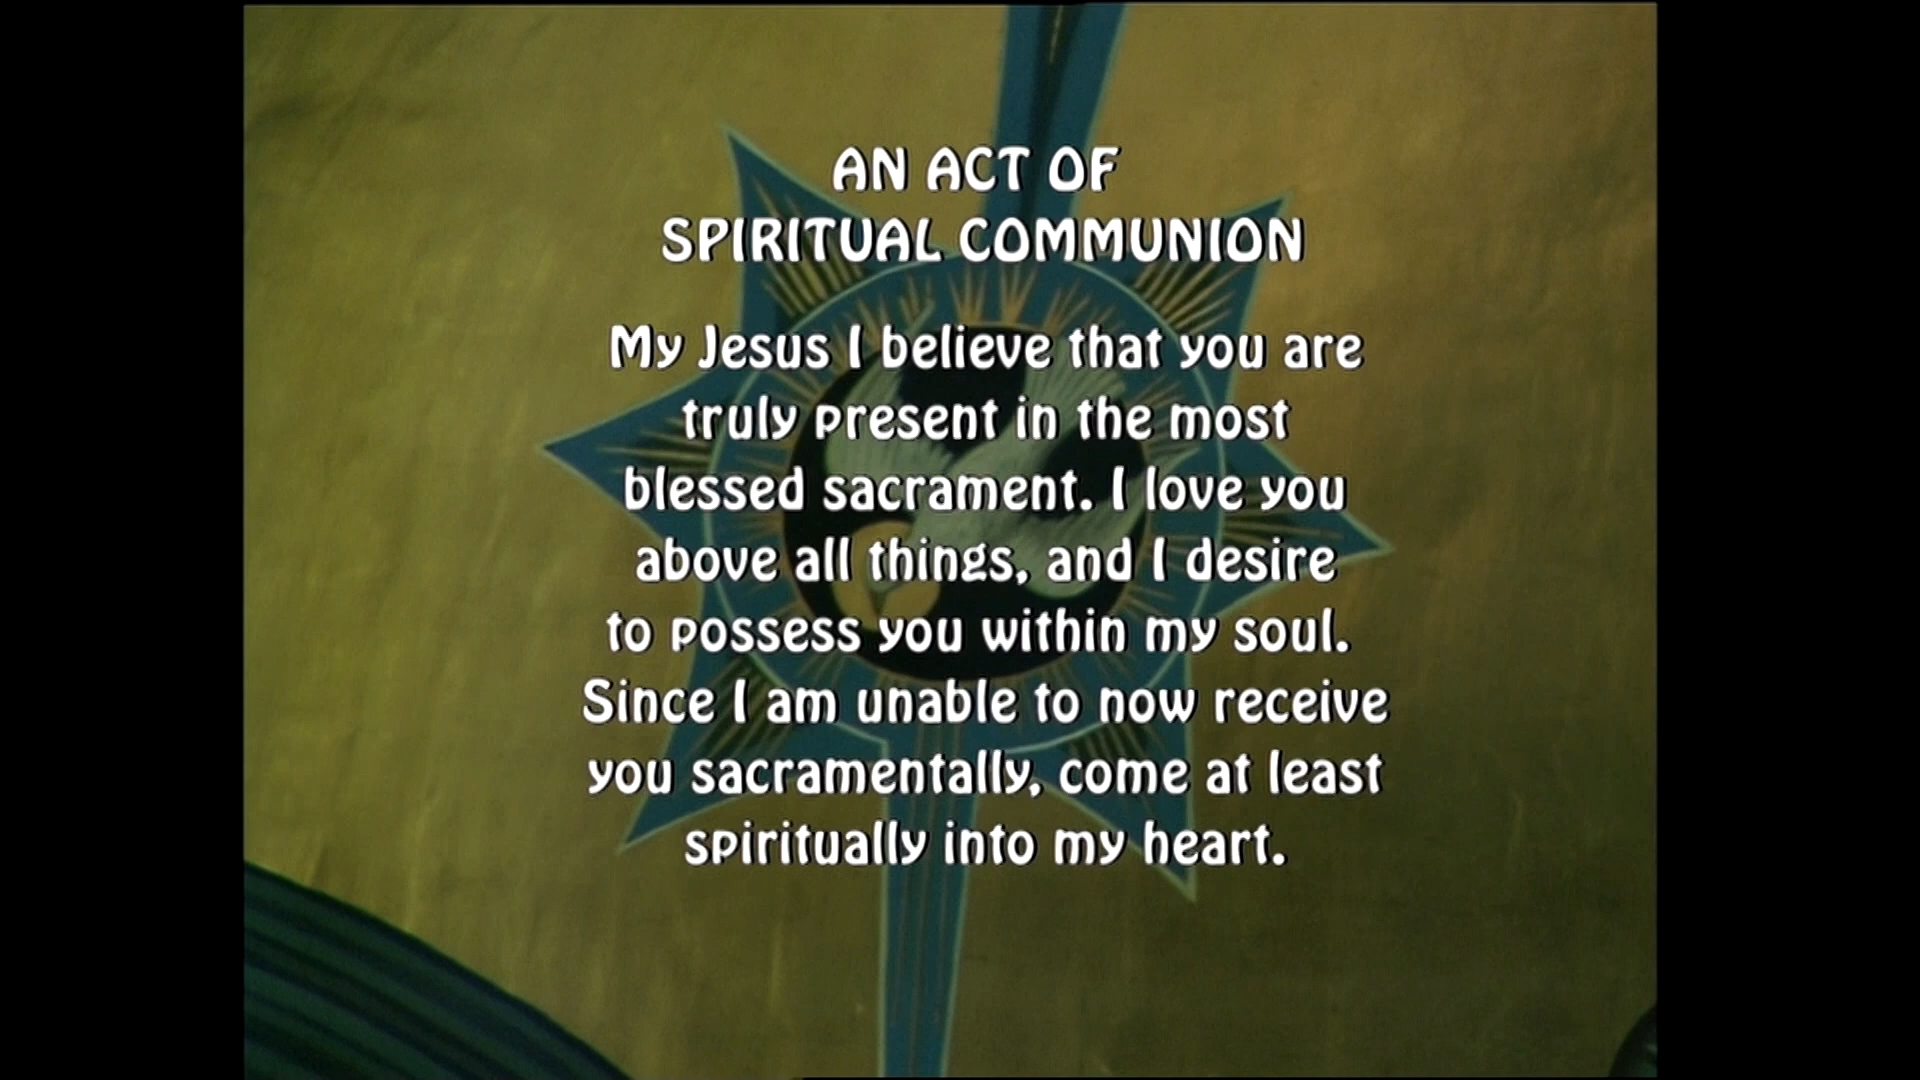 AN ACT OF
SPIRITUAL COMMUNION
My Jesus I believe that you are
truly present in the most
blessed sacrament. I love you
above all things, and I desire
to possess you within my soul.
Since I am unable to now receive
you sacramentally, come at least
spiritually into my heart.